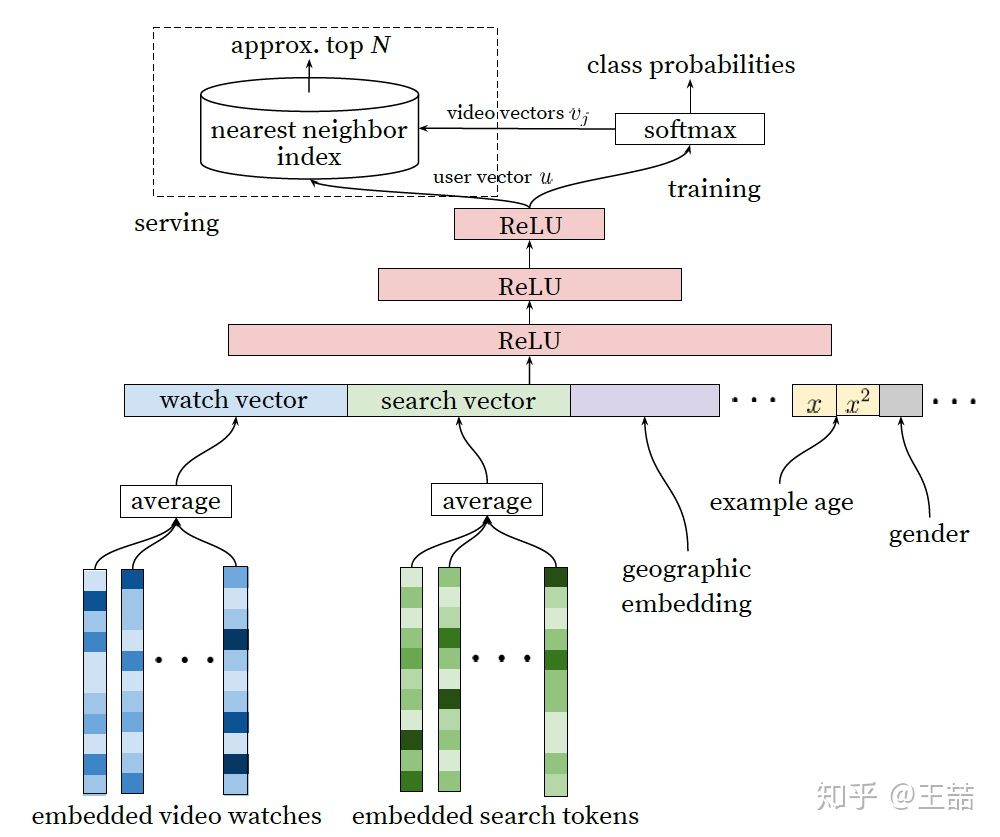 approx. top N
class probabilities
nearest neighbor
index
video vectors v_j
softmax
user vector u
training
serving
ReLU
ReLU
ReLU
watch vector
search vector
...
x
x²
...
average
average
example age
gender
geographic
embedding
...
...
embedded video watches
embedded search tokens
知乎 @王喆